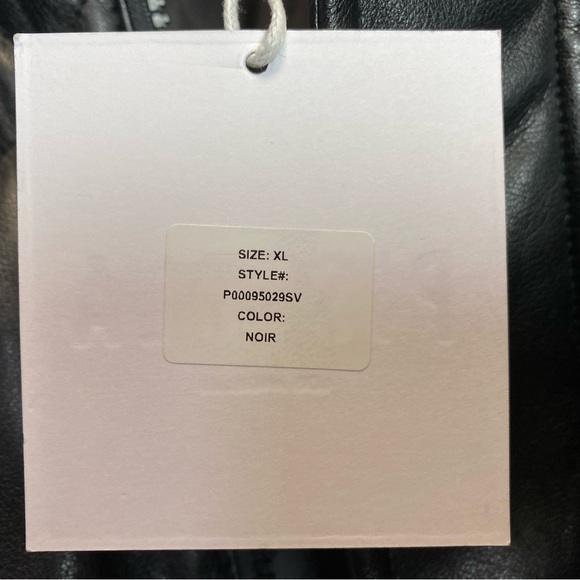 SIZE: XL
STYLE#:
P00095029SV
COLOR:
NOIR